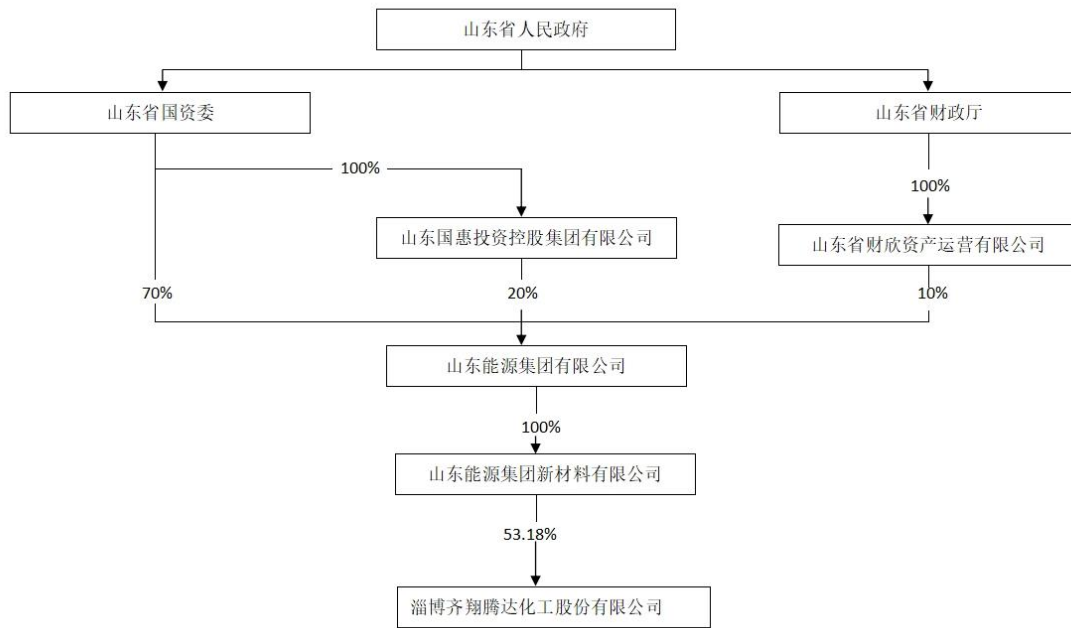 山东省人民政府
山东省国资委
山东省财政厅
100%
100%
山东国惠投资控股集团有限公司
山东省财欣资产运营有限公司
70%
20%
10%
山东能源集团有限公司
100%
山东能源集团新材料有限公司
53.18%
淄博齐翔腾达化工股份有限公司